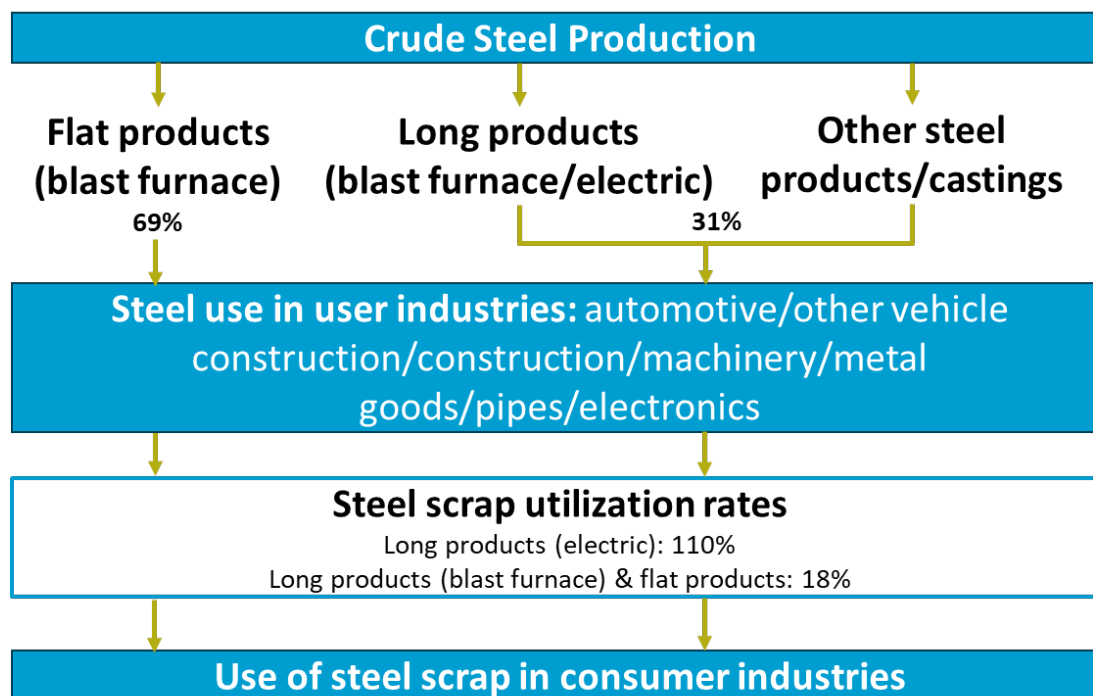 Crude Steel Production
Flat products
(blast furnace)
69%
Long products
(blast furnace/electric)
Other steel
products/castings
31%
Steel use in user industries: automotive/other vehicle
construction/construction/machinery/metal
goods/pipes/electronics
Steel scrap utilization rates
Long products (electric): 110%
Long products (blast furnace) & flat products: 18%
Use of steel scrap in consumer industries